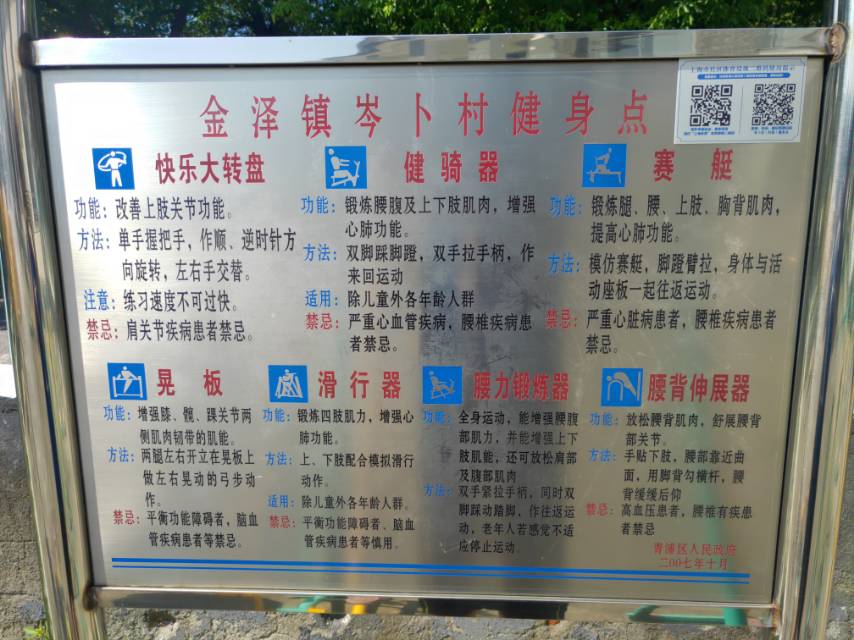 金泽镇岑卜村健身点
快乐大转盘
功能：改善上肢关节功能。
方法：单手握把手，作顺、逆时针方
向旋转，左右手交替。
注意：练习速度不可过快。
禁忌：肩关节疾病患者禁忌。
健骑器
功能：锻炼腰腹及上下肢肌肉，增强
心肺功能。
方法：双脚踩脚蹬，双手拉手柄，作
来回运动
适用：除儿童外各年龄人群
禁忌：严重心血管疾病，腰椎疾病患
者禁忌。
赛艇
功能：锻炼腿、腰、上肢、胸背肌肉，
提高心肺功能。
方法：模仿赛艇，脚蹬臂拉，身体与活
动座板一起往返运动。
禁忌：严重心脏病患者，腰椎疾病患者
禁忌。
晃板
功能：增强膝、髋、踝关节两
侧肌肉韧带的肌能。
方法：两腿左右开立在晃板上
做左右晃动的弓步动
作。
禁忌：平衡功能障碍者，脑血
管疾病患者等禁忌。
滑行器
功能：锻炼四肢肌力，增强心
肺功能。
方法：上、下肢配合模拟滑行
动作。
适用：除儿童外各年龄人群。
禁忌：平衡功能障碍者、脑血
管疾病患者等慎用。
腰力锻炼器
功能：全身运动，能增强腰腹
部肌力，并能增强上下
肢肌能，还可放松肩部
及腹部肌肉
方法：双手紧拉手柄，同时双
脚踩动踏脚，作往返运
动，老年人若感觉不适
应停止运动
腰背伸展器
功能：放松腰背肌肉，舒展腰背
部关节。
方法：手贴下肢，腰部靠近曲
面，用脚背勾横杆，腰
背缓缓后仰
禁忌：高血压患者，腰椎有疾患
者禁忌
青浦区人民政府
二00七年十月